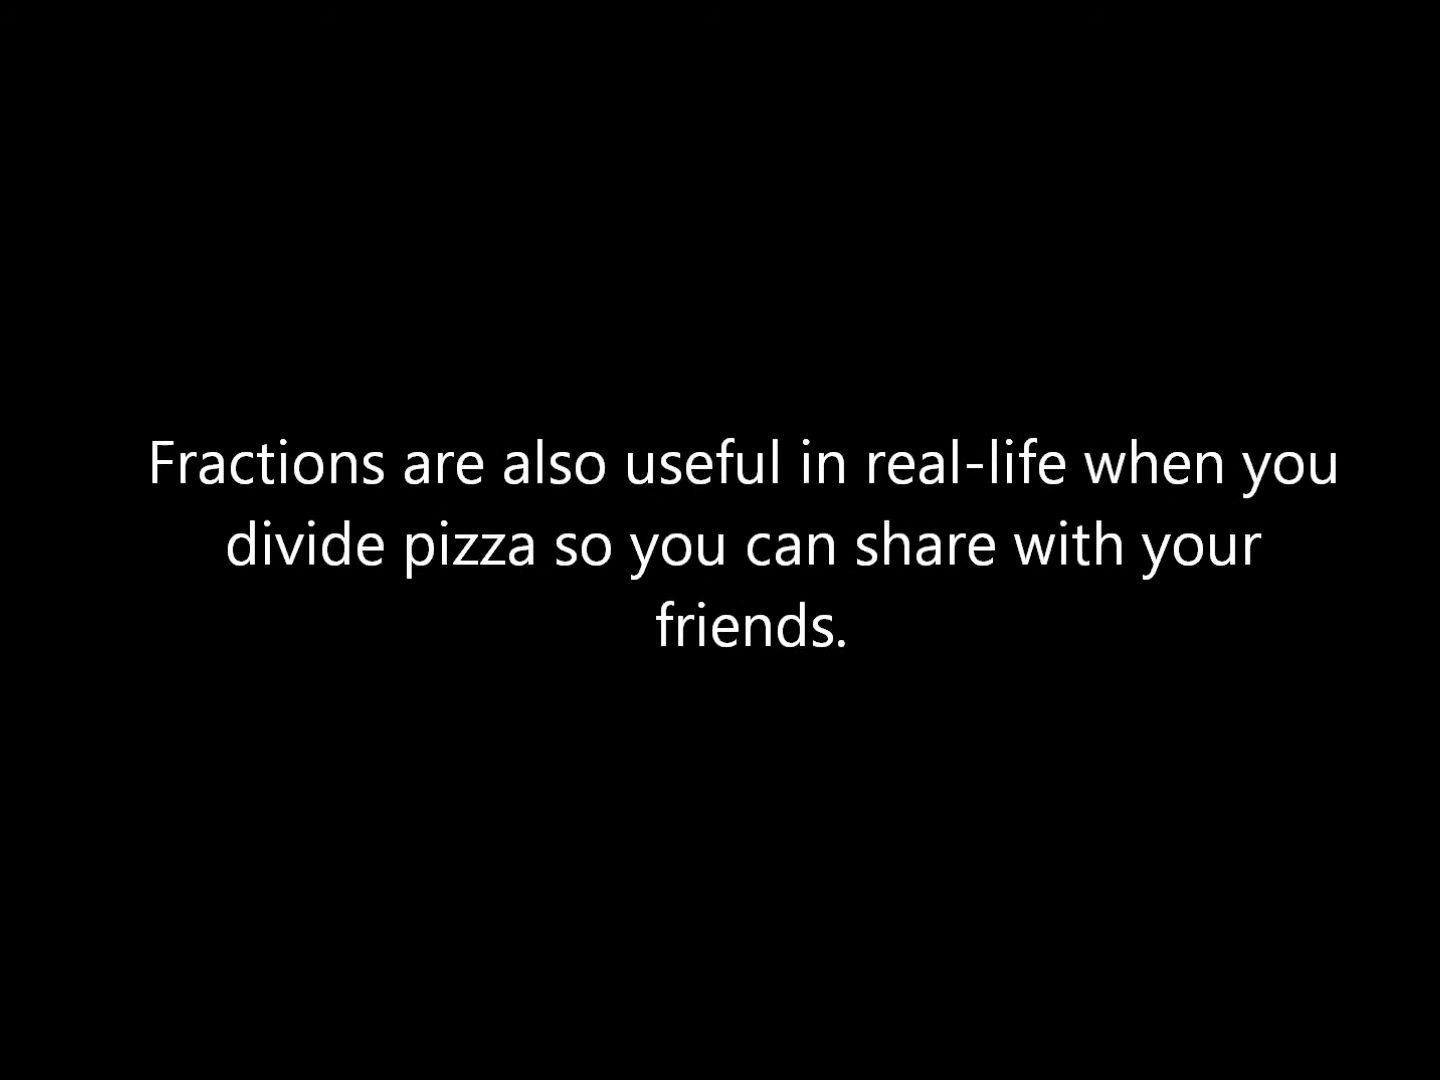 Fractions are also useful in real-life when you
divide pizza so you can share with your
friends.